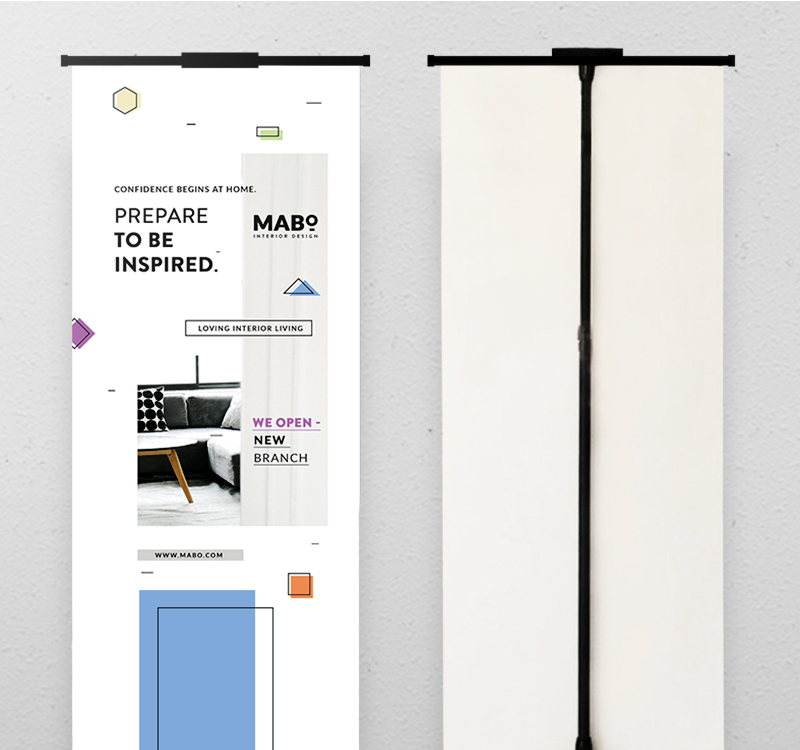 CONFIDENCE BEGINS AT HOME.
PREPARE
TO BE
INSPIRED.
MABO
INTERIOR DESIGN
LOVING INTERIOR LIVING
WE OPEN -
NEW
BRANCH
WWW.MABO.COM